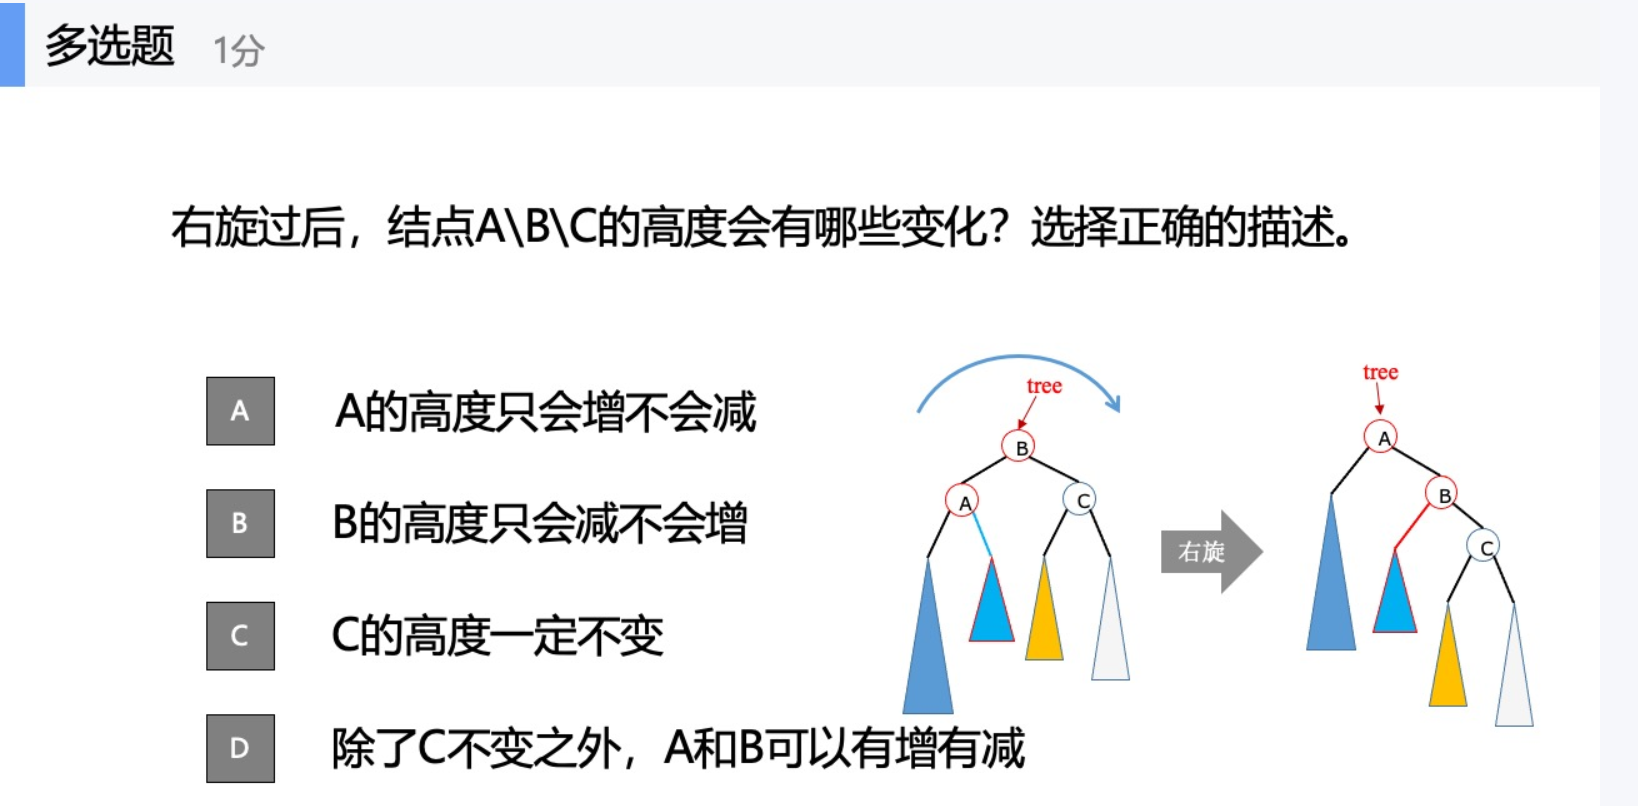 多选题 1分
右旋过后，结点A\B\C的高度会有哪些变化？选择正确的描述。
A A的高度只会增不会减
B B的高度只会减不会增
C C的高度一定不变
D 除了C不变之外，A和B可以有增有减
tree
B
A
C
右旋
tree
A
B
C